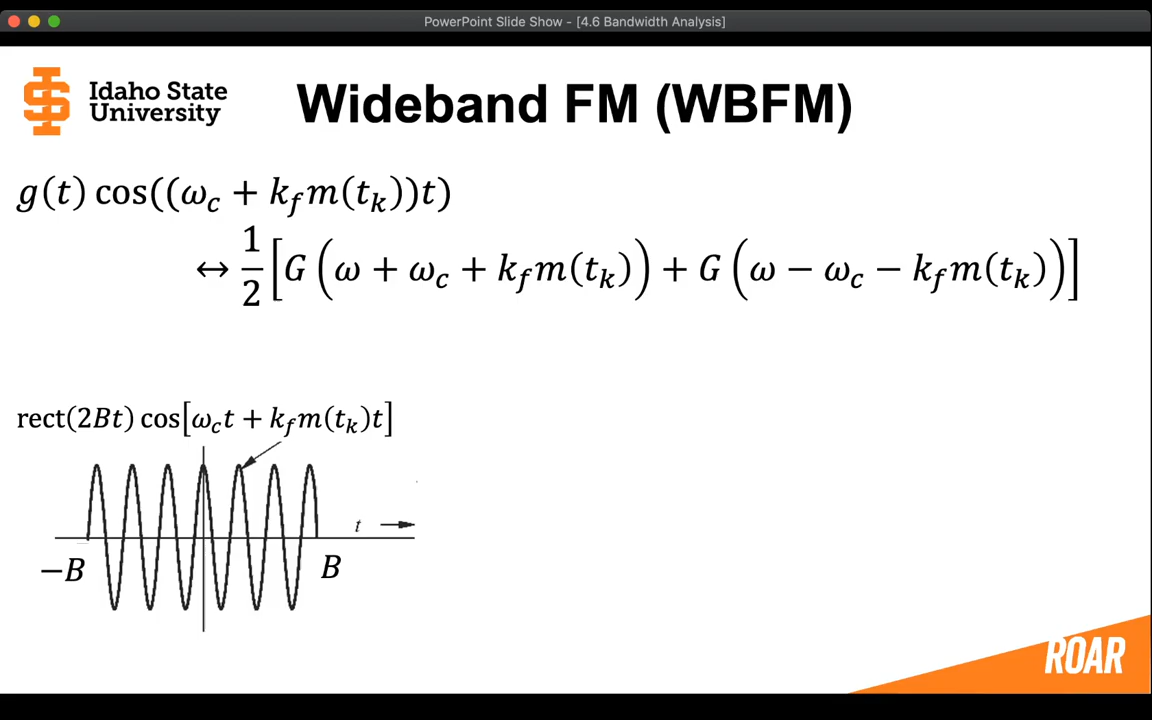 PowerPoint Slide Show - [4.6 Bandwidth Analysis]
Idaho State
University
Wideband FM (WBFM)
g(t) cos((ω_c + k_f m(t_k))t)
↔ 1/2 [G(ω + ω_c + k_f m(t_k)) + G(ω − ω_c − k_f m(t_k))]
rect(2Bt) cos[ω_c t + k_f m(t_k)t]
t
−B
B
ROAR